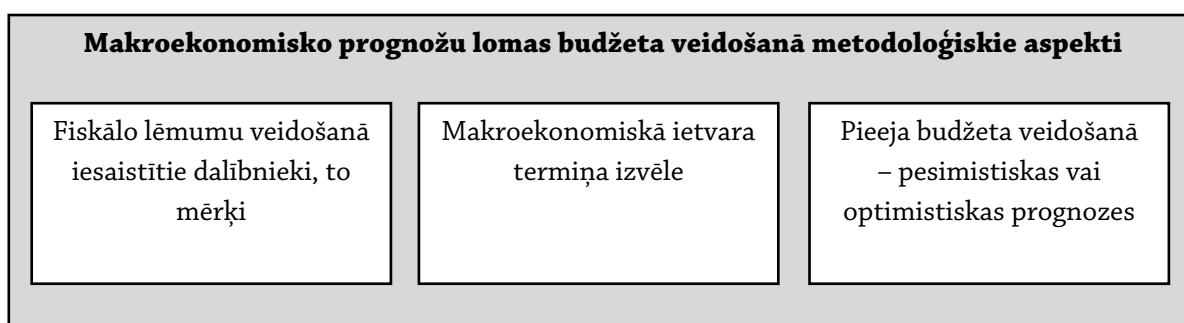 Makroekonomisko prognožu lomas budžeta veidošanā metodoloģiskie aspekti
Fiskālo lēmumu veidošanā
iesaistītie dalībnieki, to
mērķi
Makroekonomiskā ietvara
termiņa izvēle
Pieeja budžeta veidošanā
– pesimistiskas vai
optimistiskas prognozes